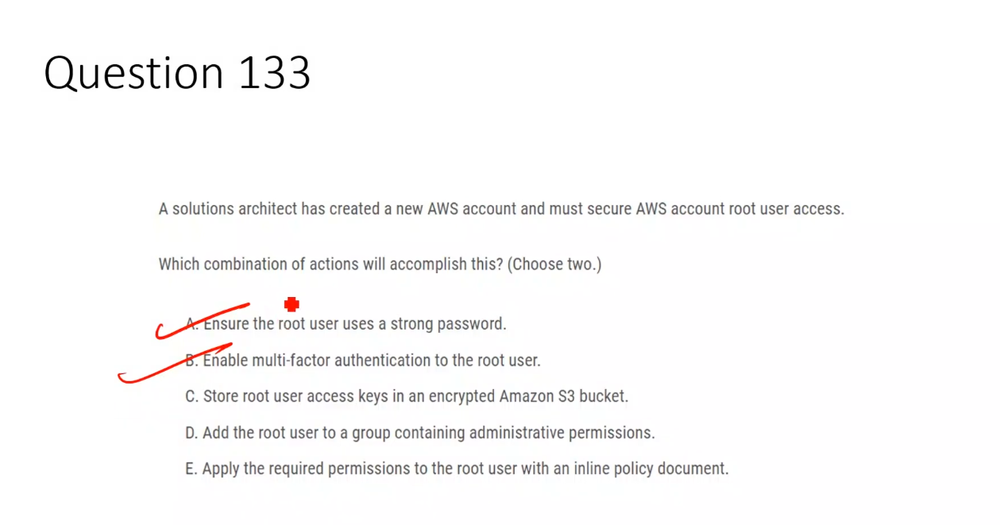 Question 133
A solutions architect has created a new AWS account and must secure AWS account root user access.
Which combination of actions will accomplish this? (Choose two.)
A. Ensure the root user uses a strong password.
B. Enable multi-factor authentication to the root user.
C. Store root user access keys in an encrypted Amazon S3 bucket.
D. Add the root user to a group containing administrative permissions.
E. Apply the required permissions to the root user with an inline policy document.